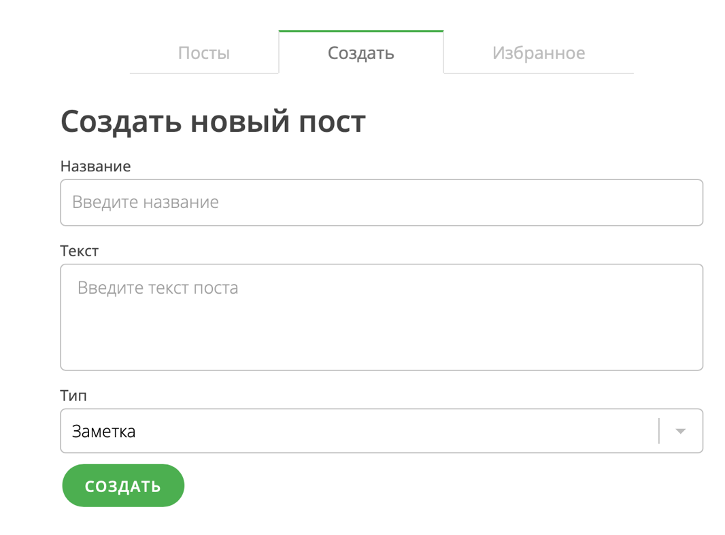 Посты Создать Избранное
Создать новый пост
Название
Введите название
Текст
Введите текст поста
Тип
Заметка
СОЗДАТЬ